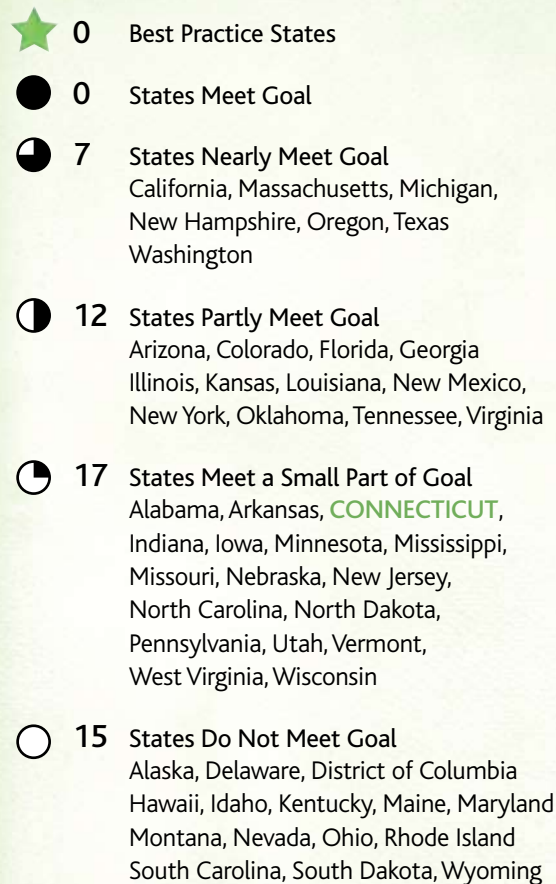 0 Best Practice States
0 States Meet Goal
7 States Nearly Meet Goal
California, Massachusetts, Michigan,
New Hampshire, Oregon, Texas
Washington
12 States Partly Meet Goal
Arizona, Colorado, Florida, Georgia
Illinois, Kansas, Louisiana, New Mexico,
New York, Oklahoma, Tennessee, Virginia
17 States Meet a Small Part of Goal
Alabama, Arkansas, CONNECTICUT,
Indiana, Iowa, Minnesota, Mississippi,
Missouri, Nebraska, New Jersey,
North Carolina, North Dakota,
Pennsylvania, Utah, Vermont,
West Virginia, Wisconsin
15 States Do Not Meet Goal
Alaska, Delaware, District of Columbia
Hawaii, Idaho, Kentucky, Maine, Maryland
Montana, Nevada, Ohio, Rhode Island
South Carolina, South Dakota, Wyoming